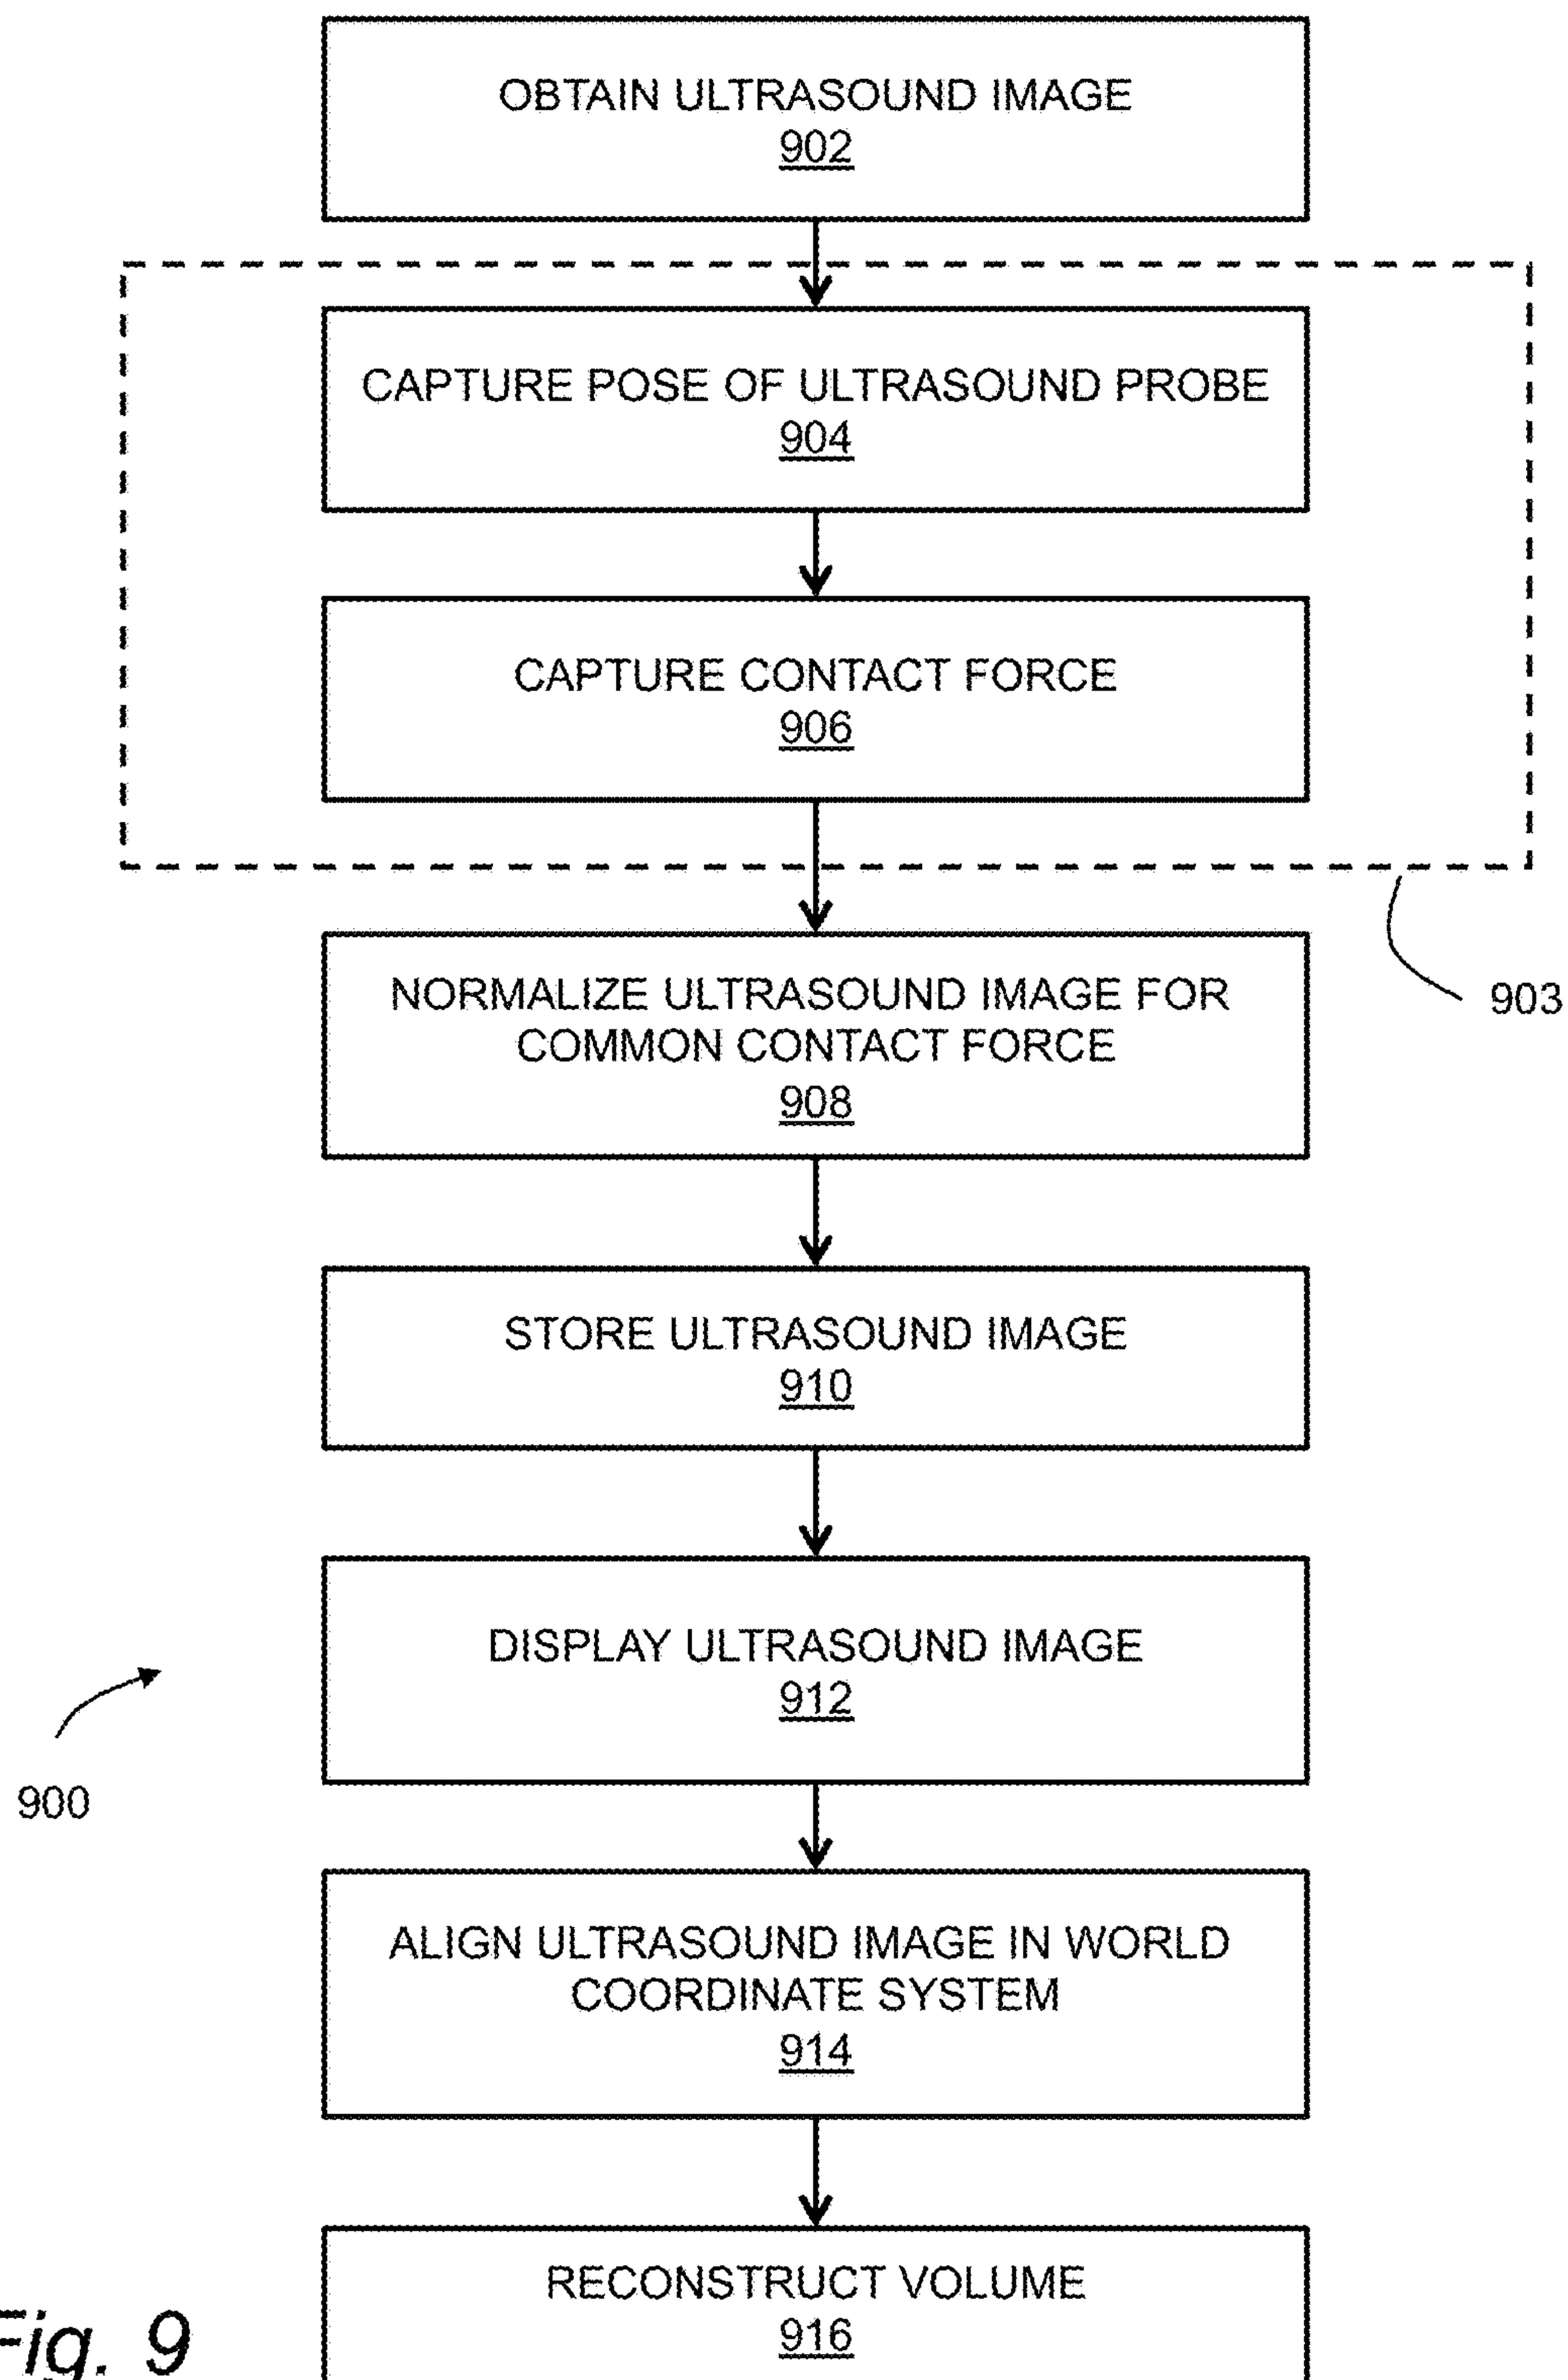 OBTAIN ULTRASOUND IMAGE
902
CAPTURE POSE OF ULTRASOUND PROBE
904
CAPTURE CONTACT FORCE
906
903
NORMALIZE ULTRASOUND IMAGE FOR
COMMON CONTACT FORCE
908
STORE ULTRASOUND IMAGE
910
DISPLAY ULTRASOUND IMAGE
912
900
ALIGN ULTRASOUND IMAGE IN WORLD
COORDINATE SYSTEM
914
RECONSTRUCT VOLUME
916
Fig. 9